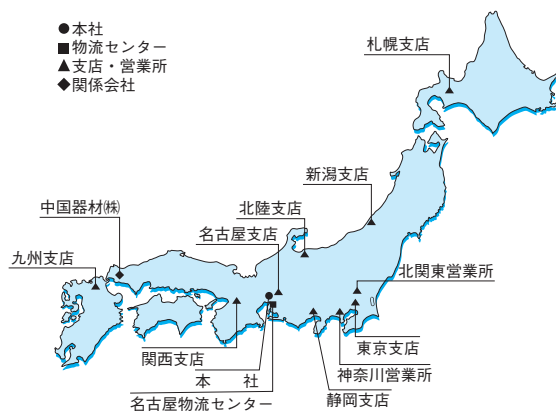 ●本社
■物流センター
▲支店・営業所
◆関係会社
札幌支店
新潟支店
中国器材㈱
北陸支店
名古屋支店
九州支店
北関東営業所
東京支店
関西支店
本　社
神奈川営業所
名古屋物流センター
静岡支店